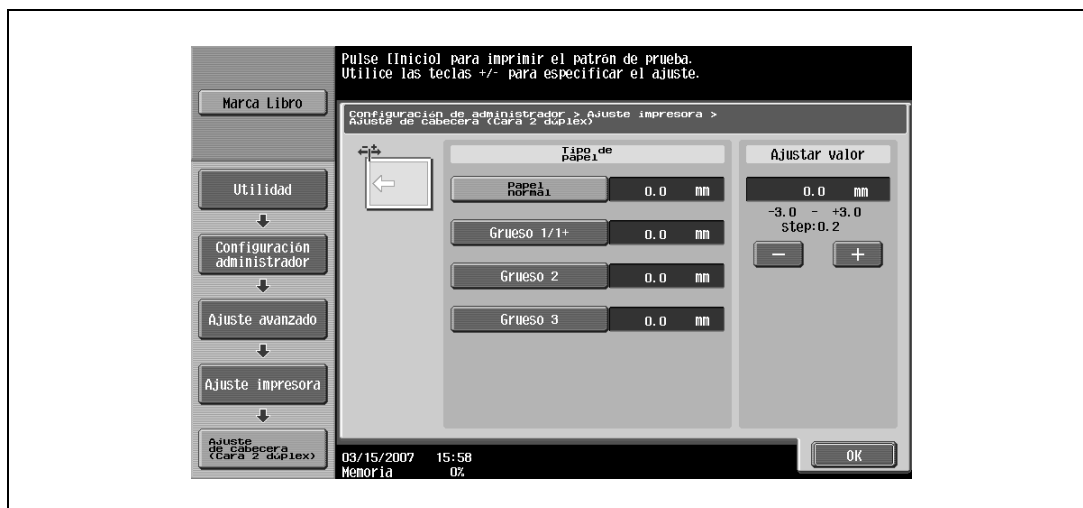 Pulse [Inicio] para imprimir el patrón de prueba.
Utilice las teclas +/- para especificar el ajuste.
Marca Libro
Configuración de administrador > Ajuste impresora >
Ajuste de cabecera (Cara 2 dúplex)
Utilidad
Configuración
administrador
Ajuste avanzado
Ajuste impresora
Ajuste
de cabecera
(Cara 2 dúplex)
Tipo de
papel
Papel
normal
0.0 mm
Grueso 1/1+
0.0 mm
Grueso 2
0.0 mm
Grueso 3
0.0 mm
Ajustar valor
0.0 mm
-3.0 - +3.0
step:0.2
- +
03/15/2007 15:58
Memoria 0%
OK